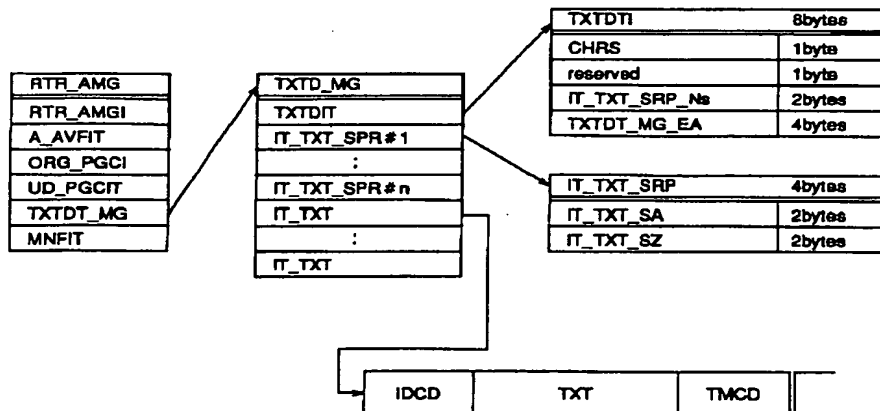 RTR_AMG
RTR_AMGI
A_AVFIT
ORG_PGCI
UD_PGCIT
TXTDT_MG
MNFIT
TXTD_MG
TXTDIT
IT_TXT_SPR#1
:
IT_TXT_SPR#n
IT_TXT
:
IT_TXT
TXTDTI 8bytes
CHRS 1byte
reserved 1byte
IT_TXT_SRP_Ns 2bytes
TXTDT_MG_EA 4bytes
IT_TXT_SRP 4bytes
IT_TXT_SA 2bytes
IT_TXT_SZ 2bytes
IDCD TXT TMCD